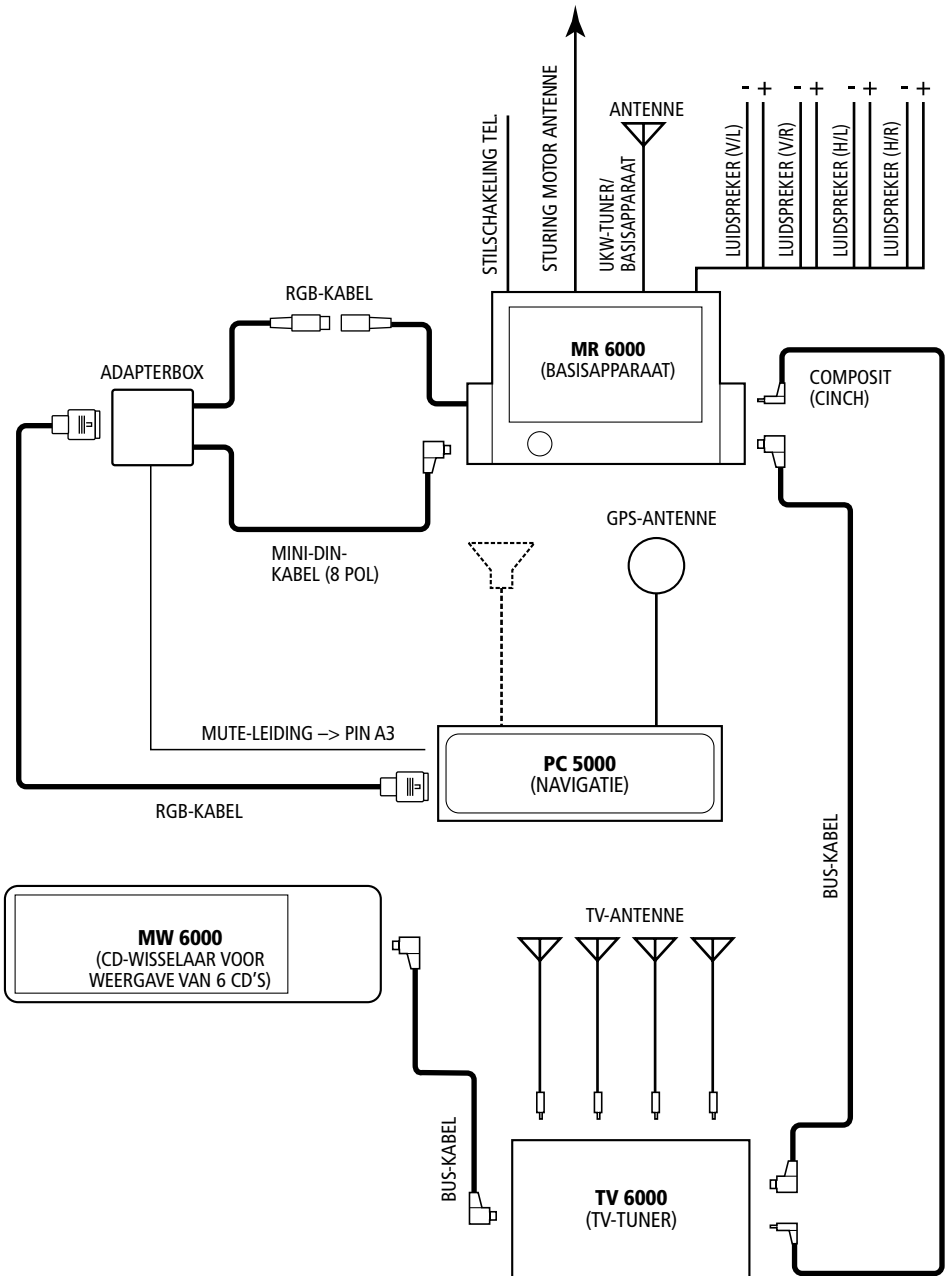 - + - + - + - +
ANTENNE
STILSCHAKELING TEL.
STURING MOTOR ANTENNE
UKW-TUNER/
BASISAPPARAAT
LUIDSPREKER (V/L)
LUIDSPREKER (V/R)
LUIDSPREKER (H/L)
LUIDSPREKER (H/R)
RGB-KABEL
MR 6000
(BASISAPPARAAT)
ADAPTERBOX
COMPOSIT
(CINCH)
GPS-ANTENNE
MINI-DIN-
KABEL (8 POL)
MUTE-LEIDING –> PIN A3
PC 5000
(NAVIGATIE)
RGB-KABEL
BUS-KABEL
TV-ANTENNE
MW 6000
(CD-WISSELAAR VOOR
WEERGAVE VAN 6 CD'S)
BUS-KABEL
TV 6000
(TV-TUNER)